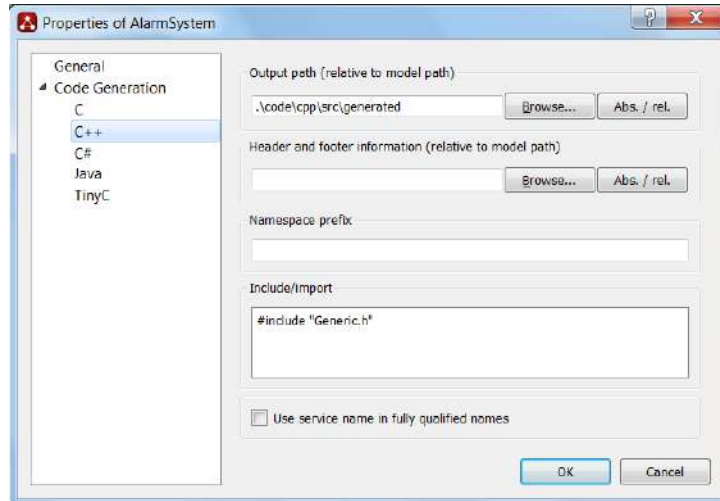 Properties of AlarmSystem
General
Code Generation
C
C++
C#
Java
TinyC
Output path (relative to model path)
.\code\cpp\src\generated
Browse...
Abs. / rel.
Header and footer information (relative to model path)
Browse...
Abs. / rel.
Namespace prefix
Include/import
#include "Generic.h"
Use service name in fully qualified names
OK
Cancel